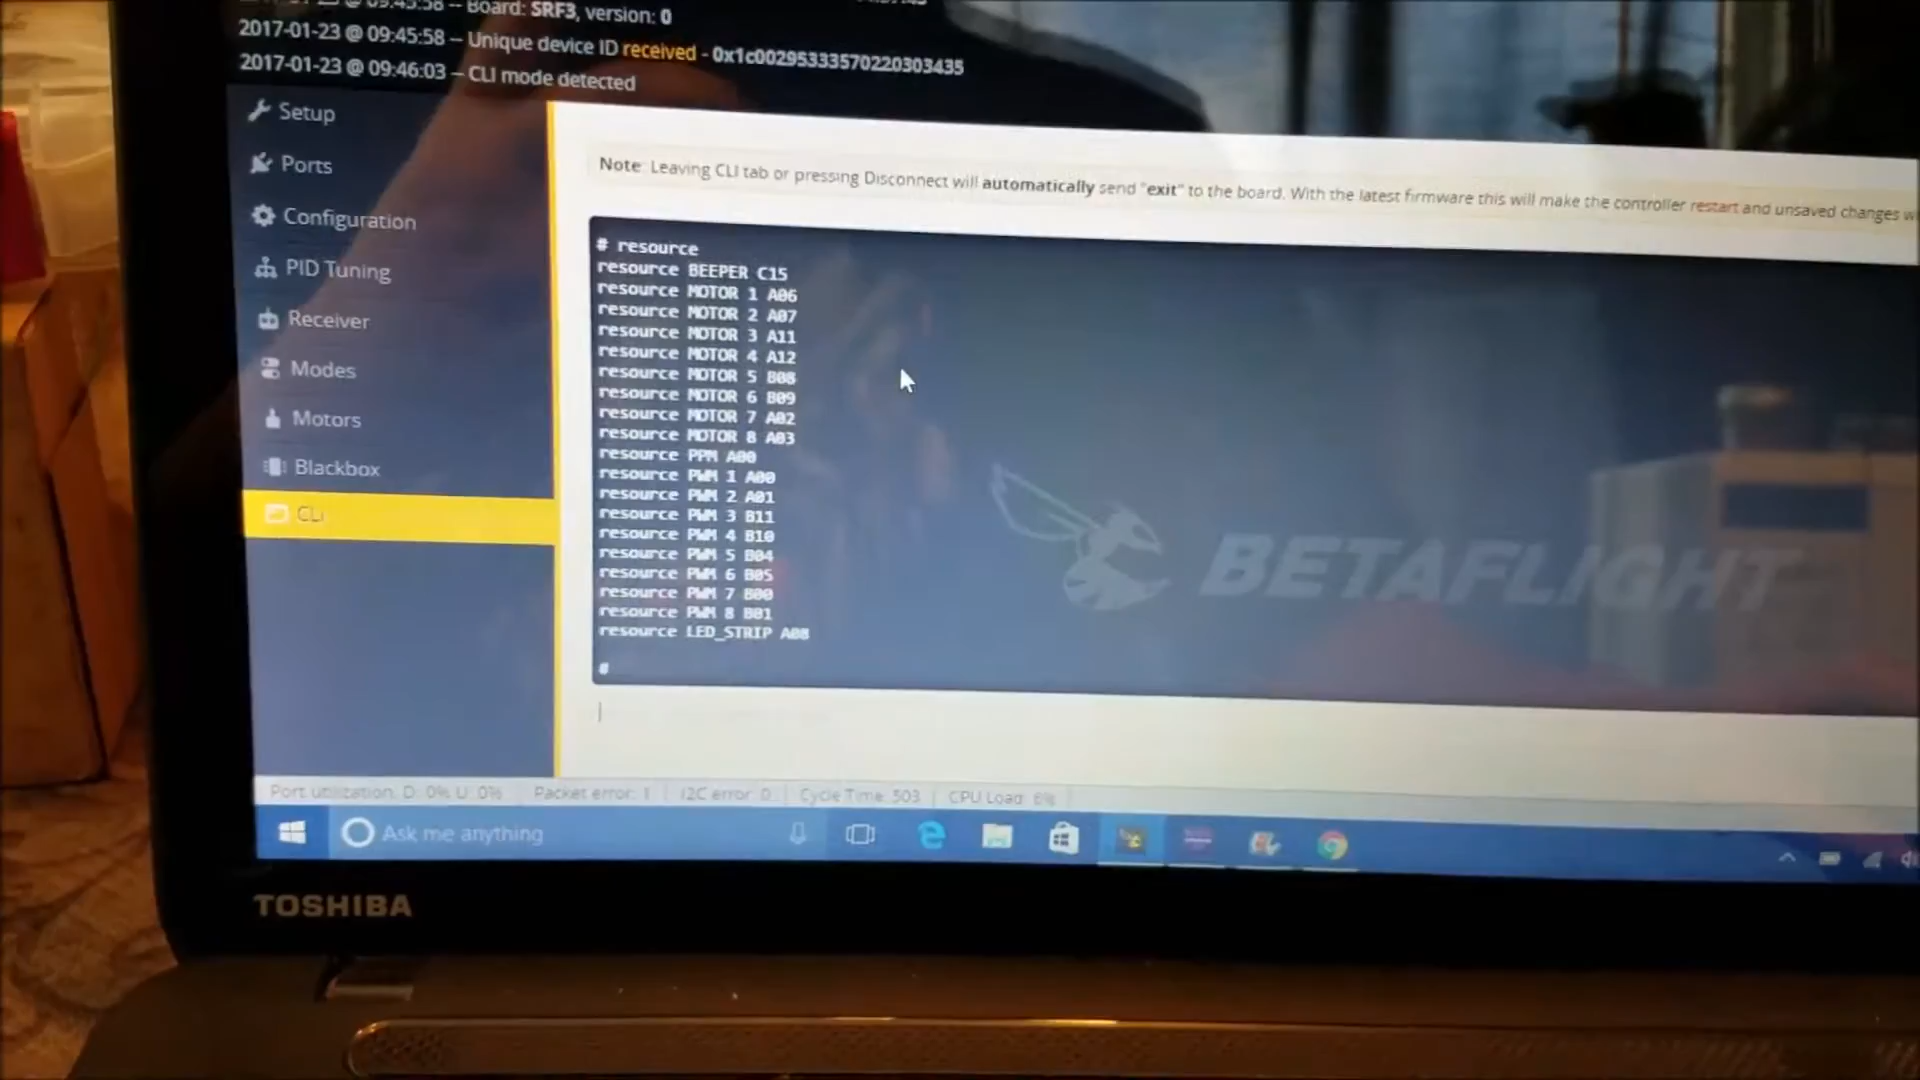 Board: SRF3, version: 0
2017-01-23 @ 09:45:58 -- Unique device ID received - 0x1c0029533357022030​3435
2017-01-23 @ 09:46:03 -- CLI mode detected
Setup
Ports
Configuration
PID Tuning
Receiver
Modes
Motors
Blackbox
CLI
Note: Leaving CLI tab or pressing Disconnect will automatically send "exit" to the board. With the latest firmware this will make the controller restart and unsaved changes
# resource
resource BEEPER C15
resource MOTOR 1 A06
resource MOTOR 2 A07
resource MOTOR 3 A11
resource MOTOR 4 A12
resource MOTOR 5 B08
resource MOTOR 6 B09
resource MOTOR 7 A02
resource MOTOR 8 A03
resource PPM A00
resource PWM 1 A00
resource PWM 2 A01
resource PWM 3 B11
resource PWM 4 B10
resource PWM 5 B04
resource PWM 6 B05
resource PWM 7 B00
resource PWM 8 B01
resource LED_STRIP A08
#
BETAFLIGHT
Port utilization: D: 0% U: 0% Packet error: 1 I2C error: 0 Cycle Time: 503 CPU Load: 6%
Ask me anything
TOSHIBA